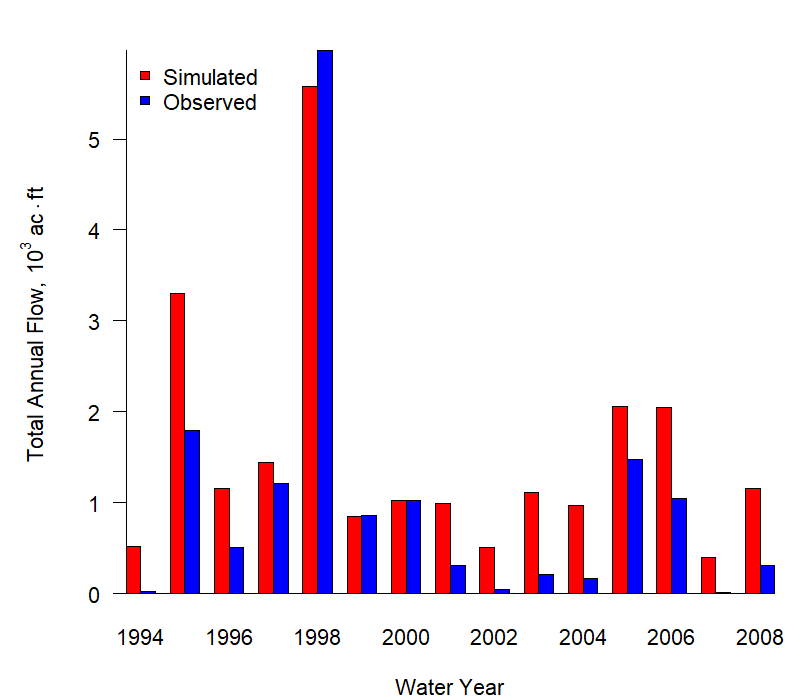 Simulated
Observed
Total Annual Flow, 10³ ac · ft
5
4
3
2
1
0
1994 1996 1998 2000 2002 2004 2006 2008
Water Year